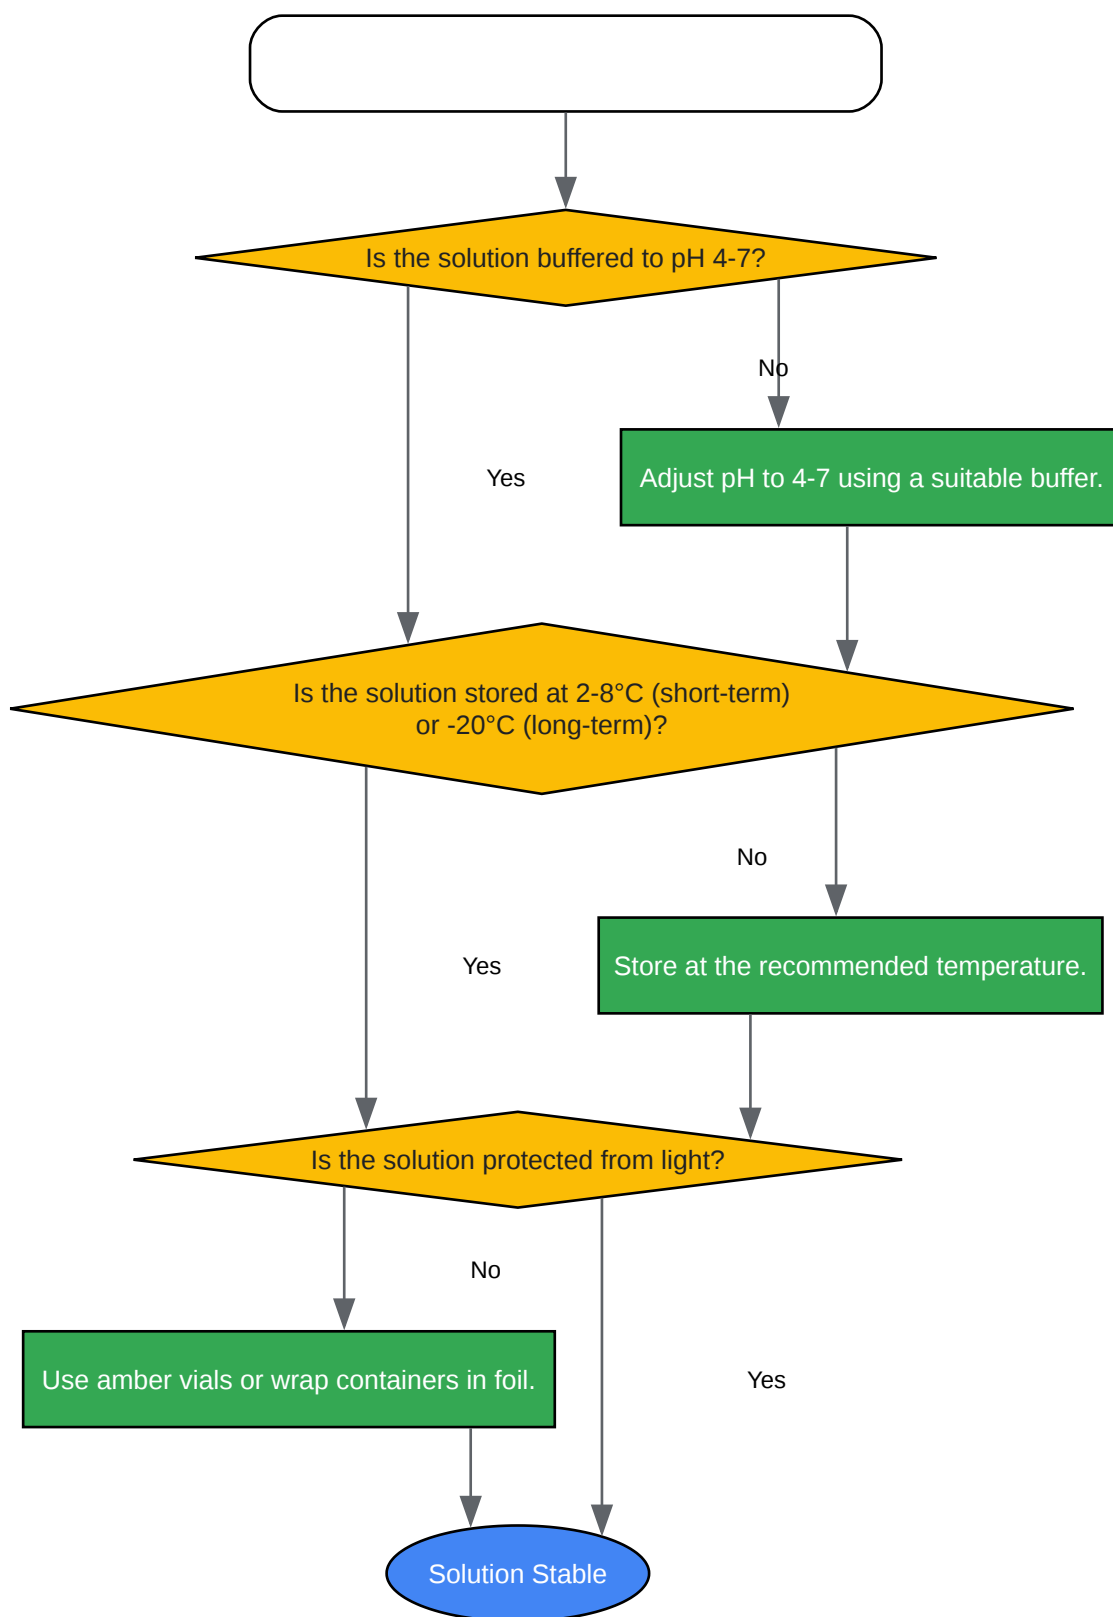 Is the solution buffered to pH 4-7?
No
Yes
Adjust pH to 4-7 using a suitable buffer.
Is the solution stored at 2-8°C (short-term)
or -20°C (long-term)?
No
Yes
Store at the recommended temperature.
Is the solution protected from light?
No
Use amber vials or wrap containers in foil.
Yes
Solution Stable